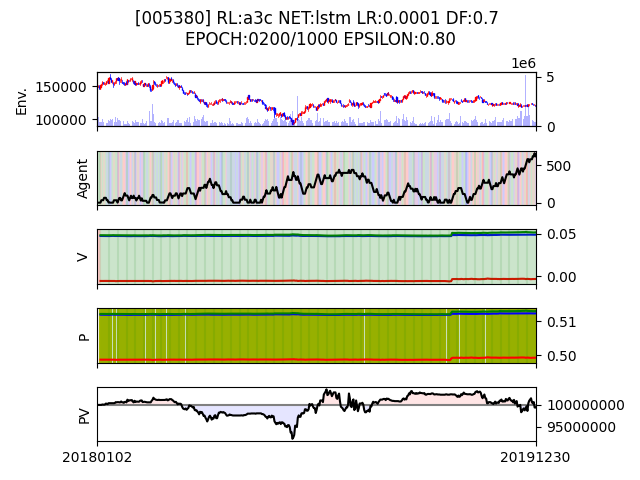 [005380] RL:a3c NET:lstm LR:0.0001 DF:0.7
EPOCH:0200/1000 EPSILON:0.80
1e6
Env.
150000
100000
5
0
Agent
500
0
V
0.05
0.00
P
0.51
0.50
PV
100000000
95000000
20180102
20191230